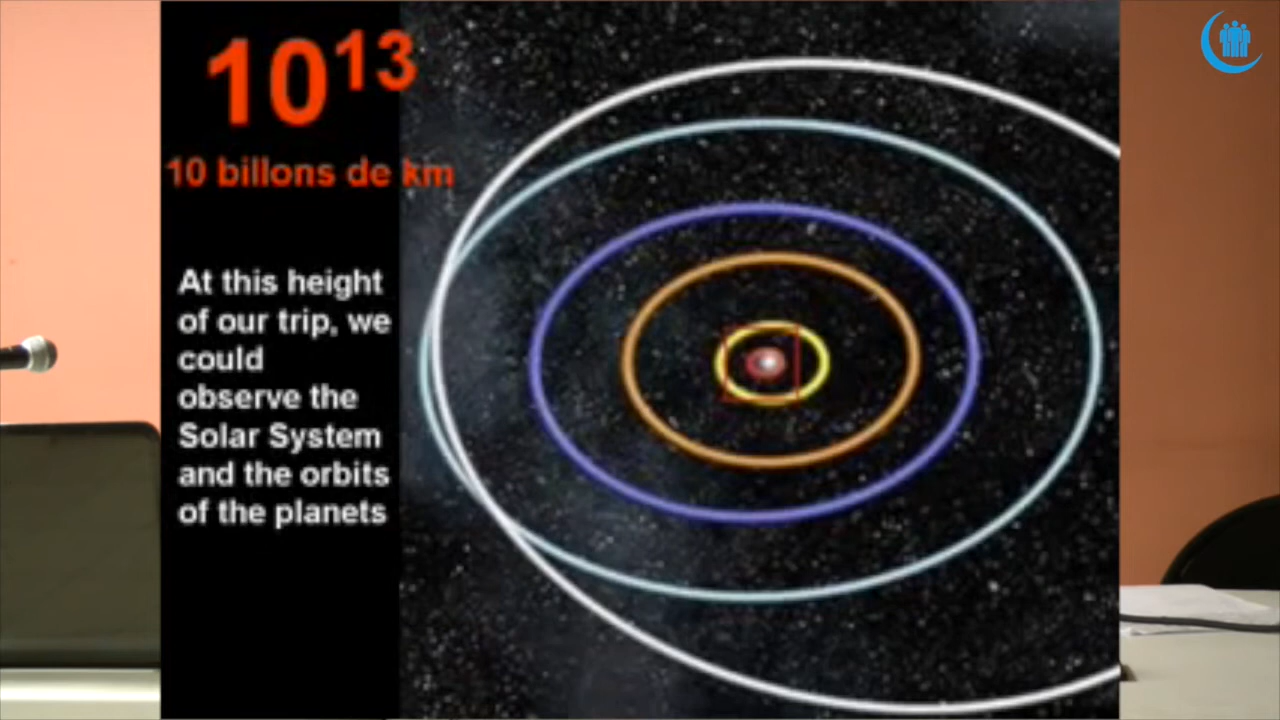 10¹³
10 billons de km
At this height
of our trip, we
could
observe the
Solar System
and the orbits
of the planets